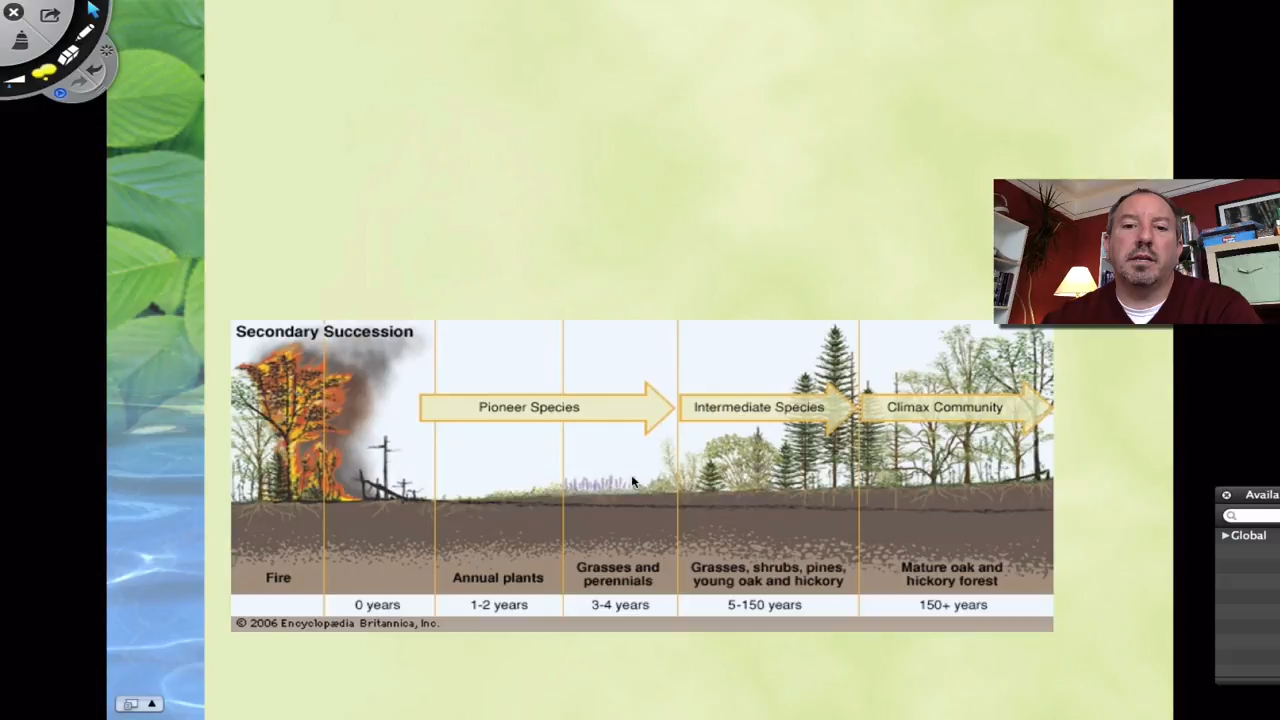 Secondary Succession
Pioneer Species
Intermediate Species
Climax Community
Fire
Annual plants
Grasses and
perennials
Grasses, shrubs, pines,
young oak and hickory
Mature oak and
hickory forest
0 years
1-2 years
3-4 years
5-150 years
150+ years
© 2006 Encyclopædia Britannica, Inc.
Availa
Global